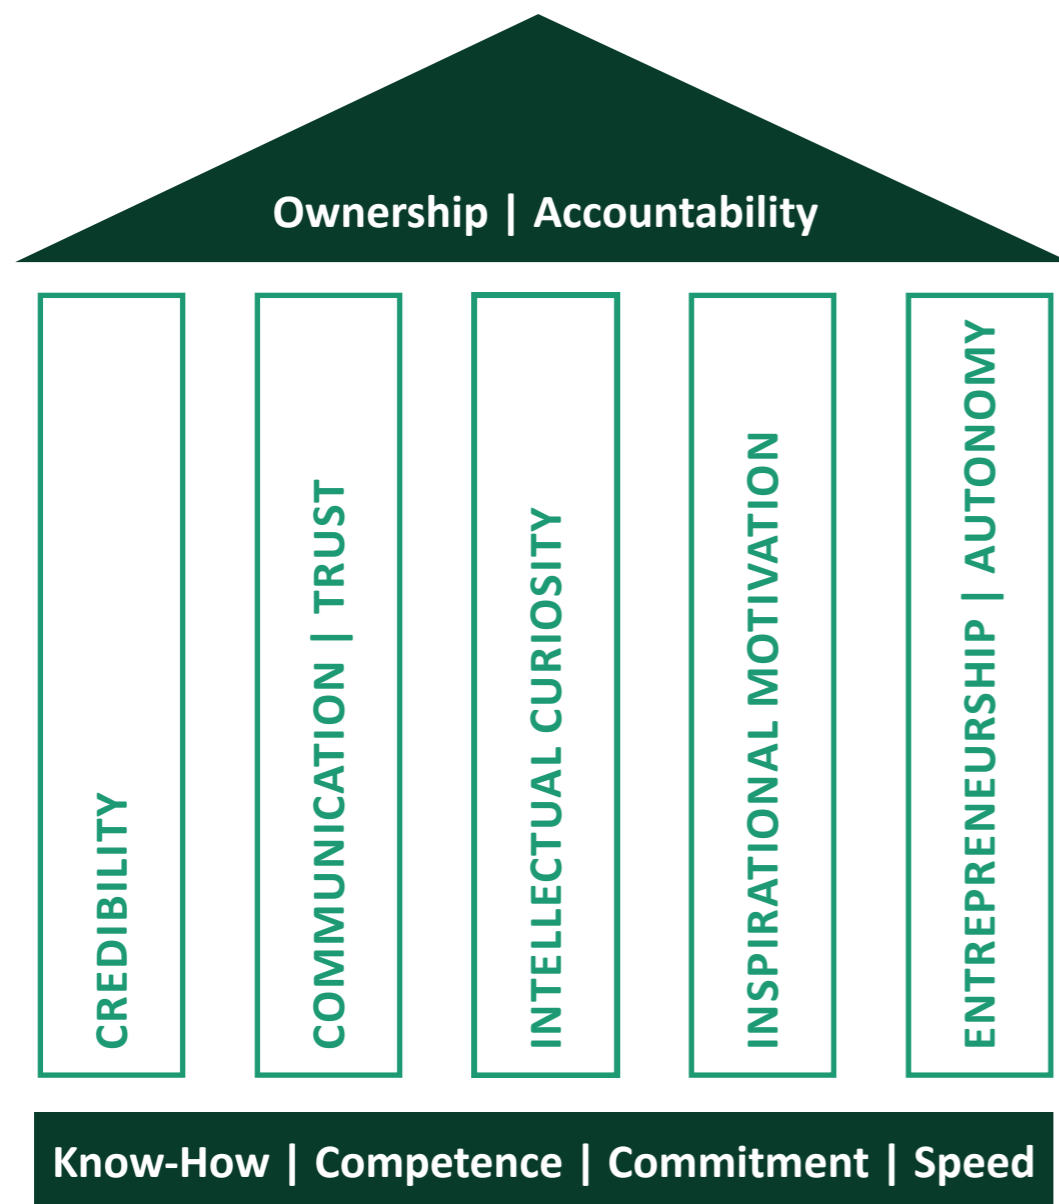 Ownership | Accountability
CREDIBILITY
COMMUNICATION | TRUST
INTELLECTUAL CURIOSITY
INSPIRATIONAL MOTIVATION
ENTREPRENEURSHIP | AUTONOMY
Know-How | Competence | Commitment | Speed